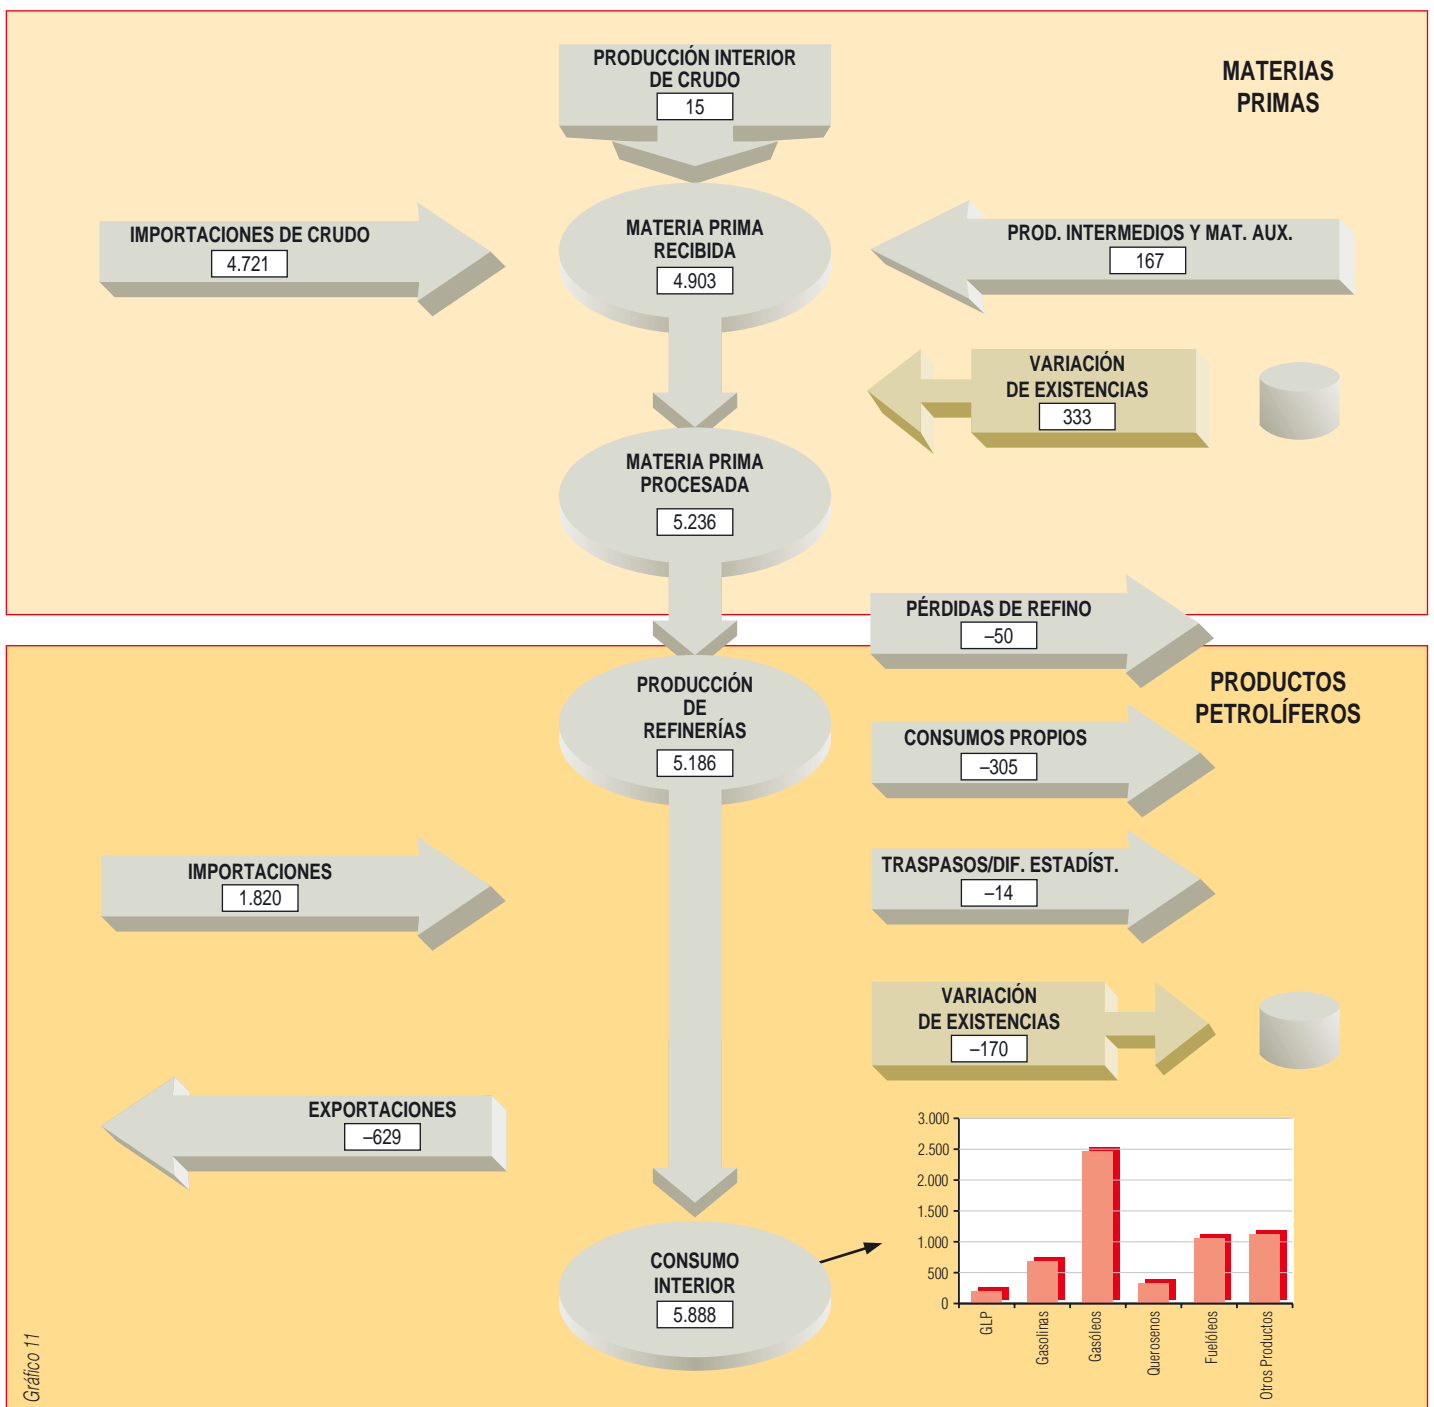 PRODUCCIÓN INTERIOR
DE CRUDO
15
MATERIAS
PRIMAS
IMPORTACIONES DE CRUDO
4.721
MATERIA PRIMA
RECIBIDA
4.903
PROD. INTERMEDIOS Y MAT. AUX.
167
VARIACIÓN
DE EXISTENCIAS
333
MATERIA PRIMA
PROCESADA
5.236
PÉRDIDAS DE REFINO
–50
PRODUCTOS
PETROLÍFEROS
PRODUCCIÓN
DE
REFINERÍAS
5.186
CONSUMOS PROPIOS
–305
IMPORTACIONES
1.820
TRASPASOS/DIF. ESTADÍST.
–14
VARIACIÓN
DE EXISTENCIAS
–170
EXPORTACIONES
–629
CONSUMO
INTERIOR
5.888
3.000
2.500
2.000
1.500
1.000
500
0
GLP
Gasolinas
Gasóleos
Querosenos
Fuelóleos
Otros Productos
Gráfico 11